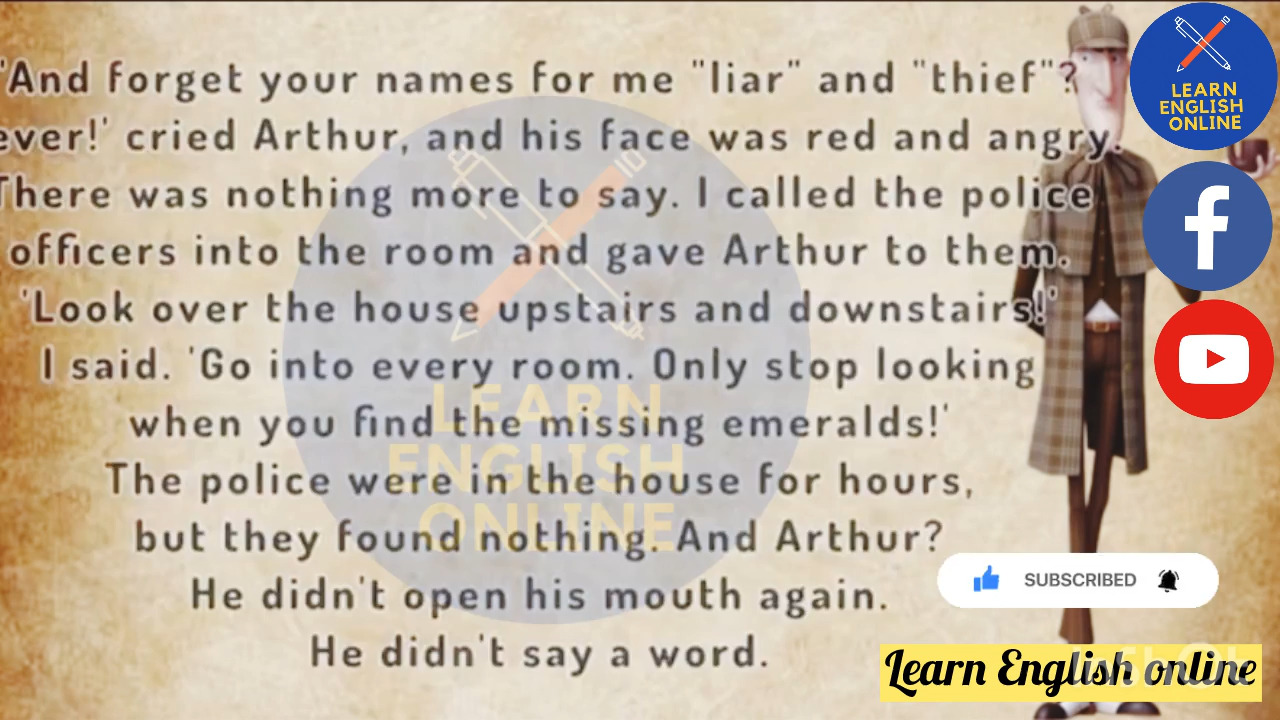 'And forget your names for me "liar" and "thief"?
ever!' cried Arthur, and his face was red and angry.
There was nothing more to say. I called the police
officers into the room and gave Arthur to them.
'Look over the house upstairs and downstairs!'
I said. 'Go into every room. Only stop looking
when you find the missing emeralds!'
The police were in the house for hours,
but they found nothing. And Arthur?
He didn't open his mouth again.
He didn't say a word.
LEARN
ENGLISH
ONLINE
LEARN
ENGLISH
ONLINE
SUBSCRIBED
Learn English online